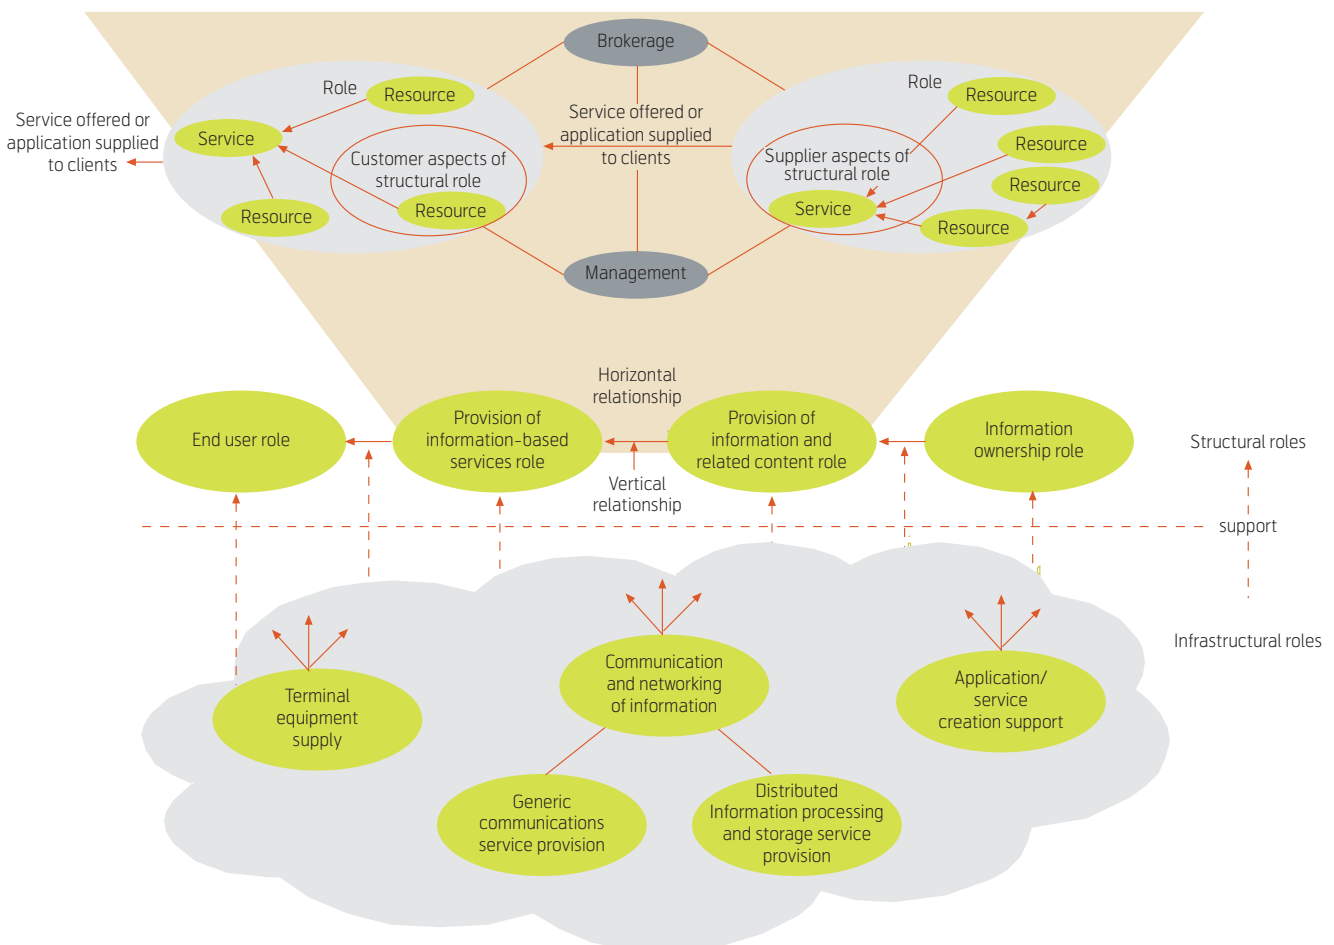 Brokerage
Role
Resource
Service offered or
application supplied
to clients
Service
Customer aspects of
structural role
Resource
Resource
Service offered or
application supplied
to clients
Role
Resource
Resource
Supplier aspects of
structural role
Resource
Service
Resource
Management
Horizontal
relationship
End user role
Provision of
information-based
services role
Provision of
information and
related content role
Information
ownership role
Structural roles
Vertical
relationship
support
Infrastructural roles
Terminal
equipment
supply
Communication
and networking
of information
Application/
service
creation support
Generic
communications
service provision
Distributed
Information processing
and storage service
provision